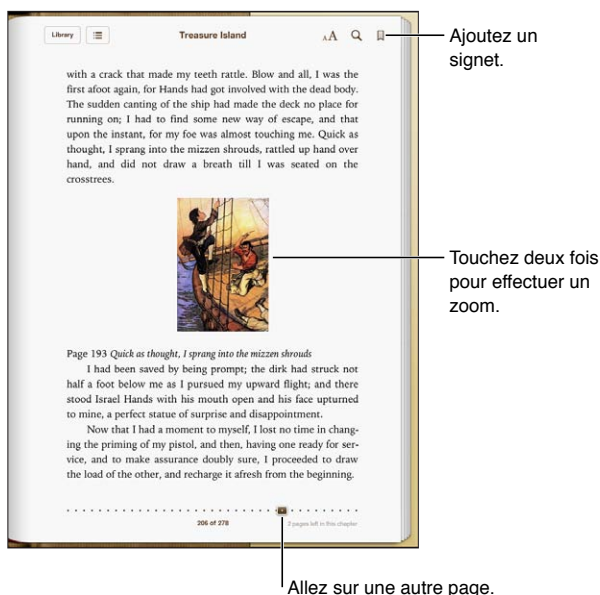 Library
Treasure Island
AA
Ajoutez un
signet.
with a crack that made my teeth rattle. Blow and all, I was the
first afoot again, for Hands had got involved with the dead body.
The sudden canting of the ship had made the deck no place for
running on; I had to find some new way of escape, and that
upon the instant, for my foe was almost touching me. Quick as
thought, I sprang into the mizzen shrouds, rattled up hand over
hand, and did not draw a breath till I was seated on the
crosstrees.
Touchez deux fois
pour effectuer un
zoom.
Page 193 Quick as thought, I sprang into the mizzen shrouds
I had been saved by being prompt; the dirk had struck not
half a foot below me as I pursued my upward flight; and there
stood Israel Hands with his mouth open and his face upturned
to mine, a perfect statue of surprise and disappointment.
Now that I had a moment to myself, I lost no time in chang-
ing the priming of my pistol, and then, having one ready for ser-
vice, and to make assurance doubly sure, I proceeded to draw
the load of the other, and recharge it afresh from the beginning.
206 of 278
2 pages left in this chapter
Allez sur une autre page.